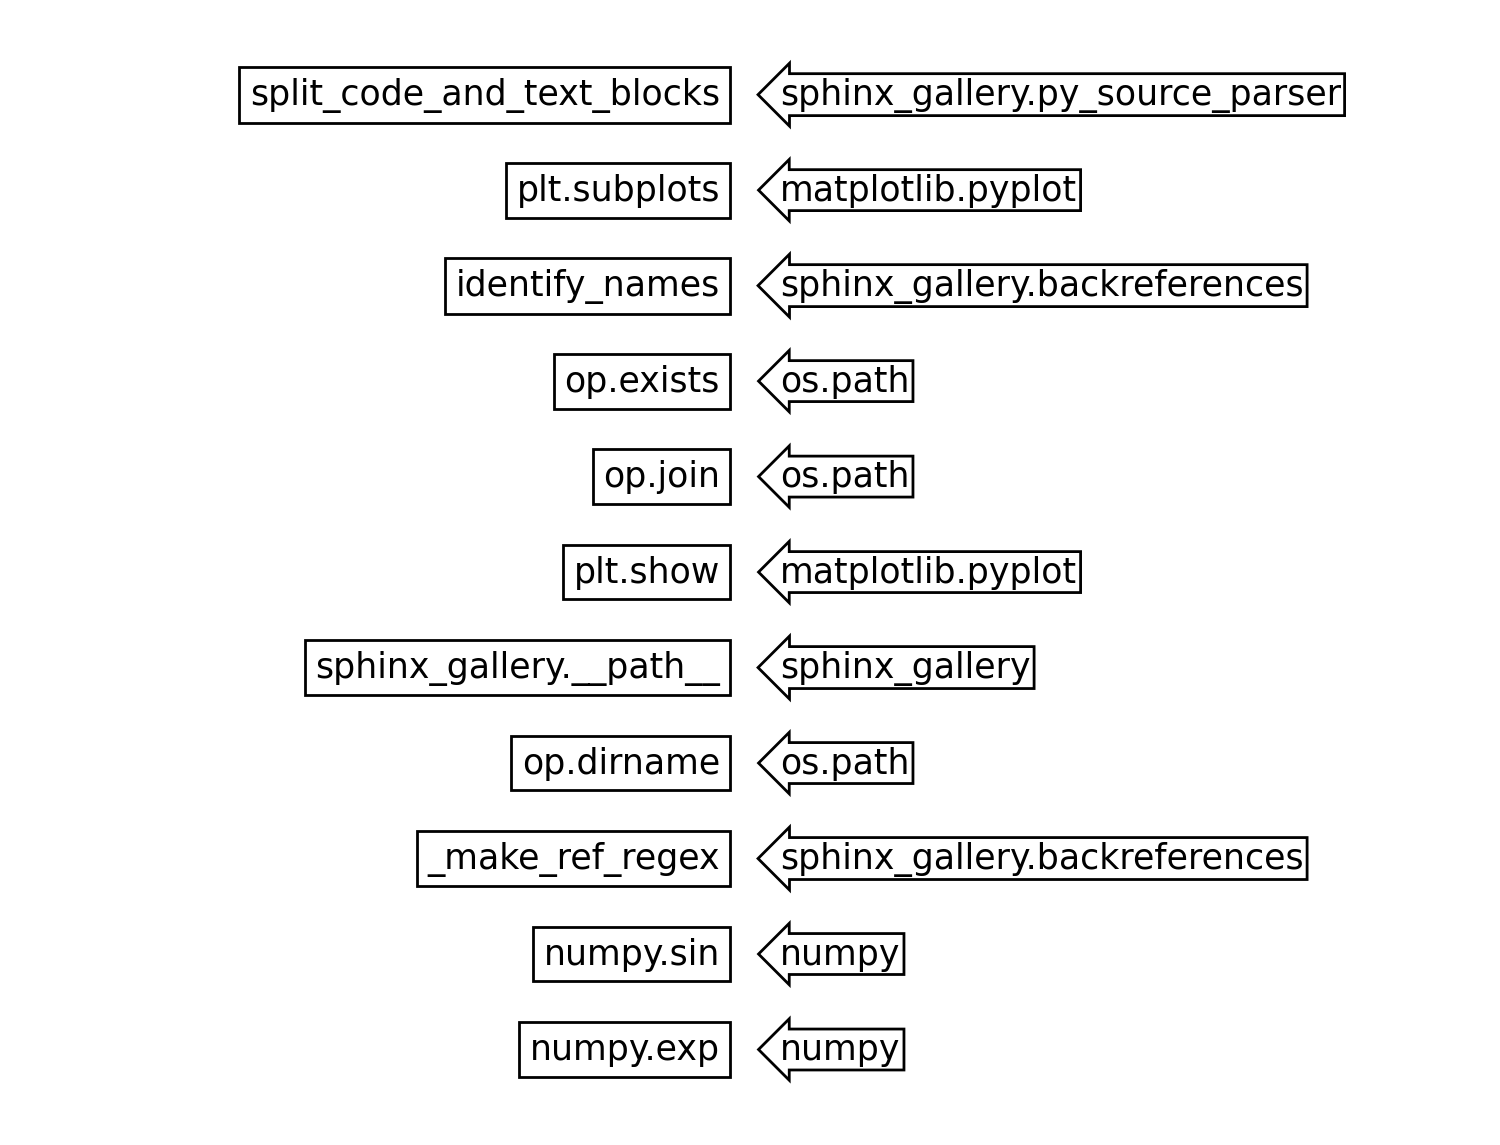 split_code_and_text_blocks sphinx_gallery.py_source_parser
plt.subplots matplotlib.pyplot
identify_names sphinx_gallery.backreferences
op.exists os.path
op.join os.path
plt.show matplotlib.pyplot
sphinx_gallery.__path__ sphinx_gallery
op.dirname os.path
_make_ref_regex sphinx_gallery.backreferences
numpy.sin numpy
numpy.exp numpy